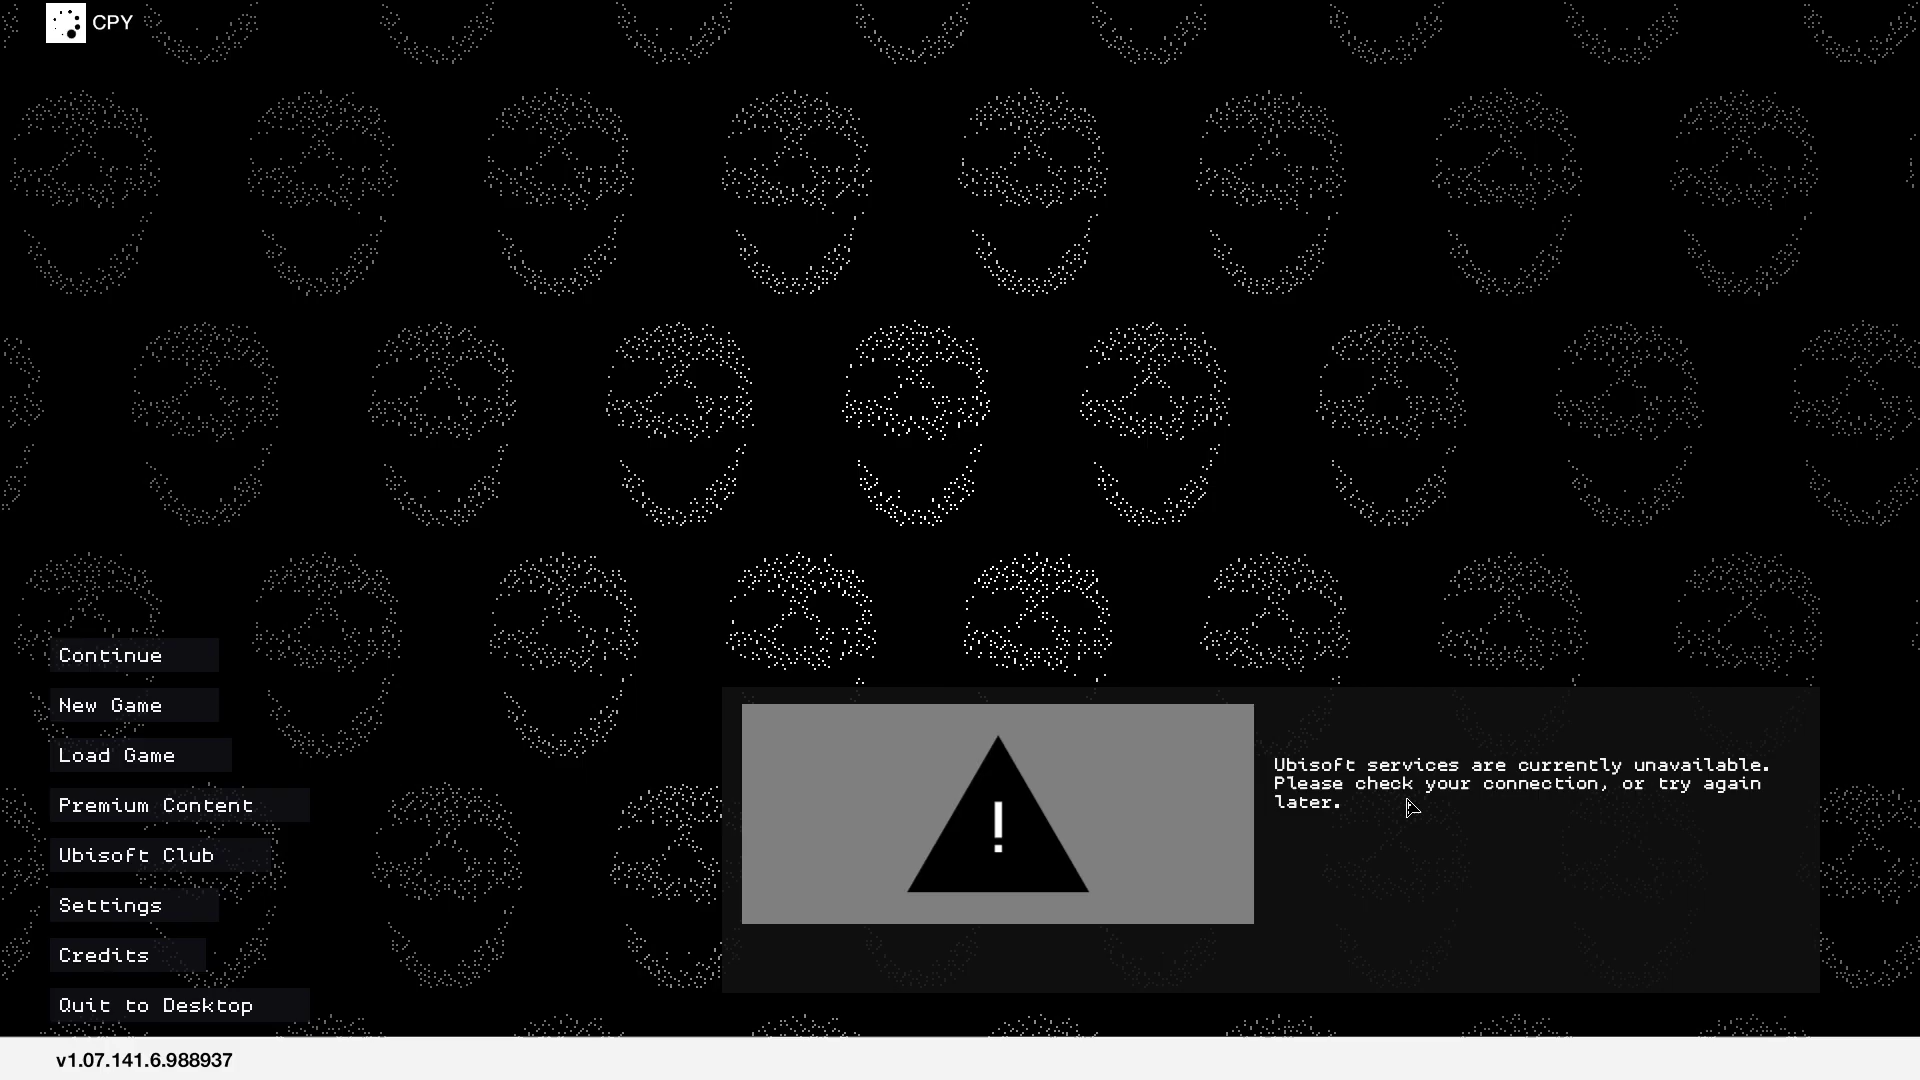 CPY
Continue
New Game
Load Game
Premium Content
Ubisoft Club
Settings
Credits
Quit to Desktop
!
Ubisoft services are currently unavailable.
Please check your connection, or try again
later.
v1.07.141.6.988937